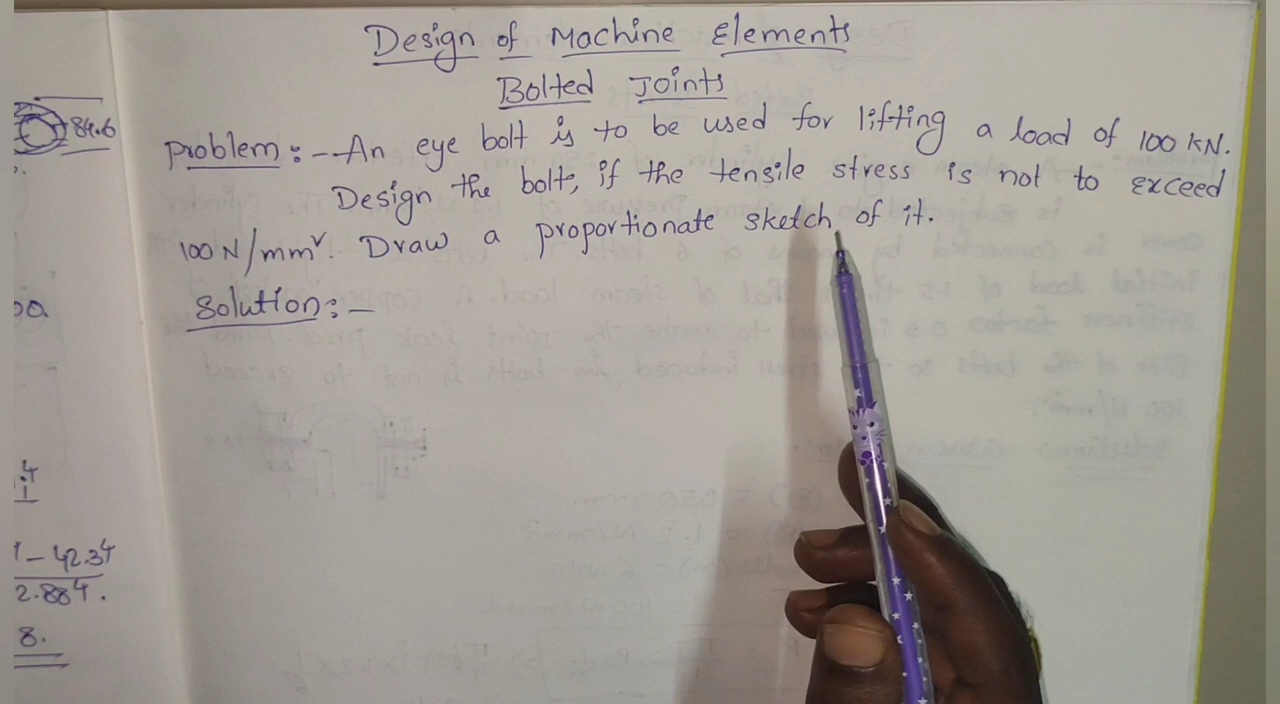 Design of Machine Elements
Bolted Joints
84.6
Problem:- An eye bolt is to be used for lifting a load of 100 KN.
Design the bolt, if the tensile stress is not to exceed
100 N/mm². Draw a proportionate sketch of it.
Solution:-
.4
1
1 - 42.34
2.884.
8.